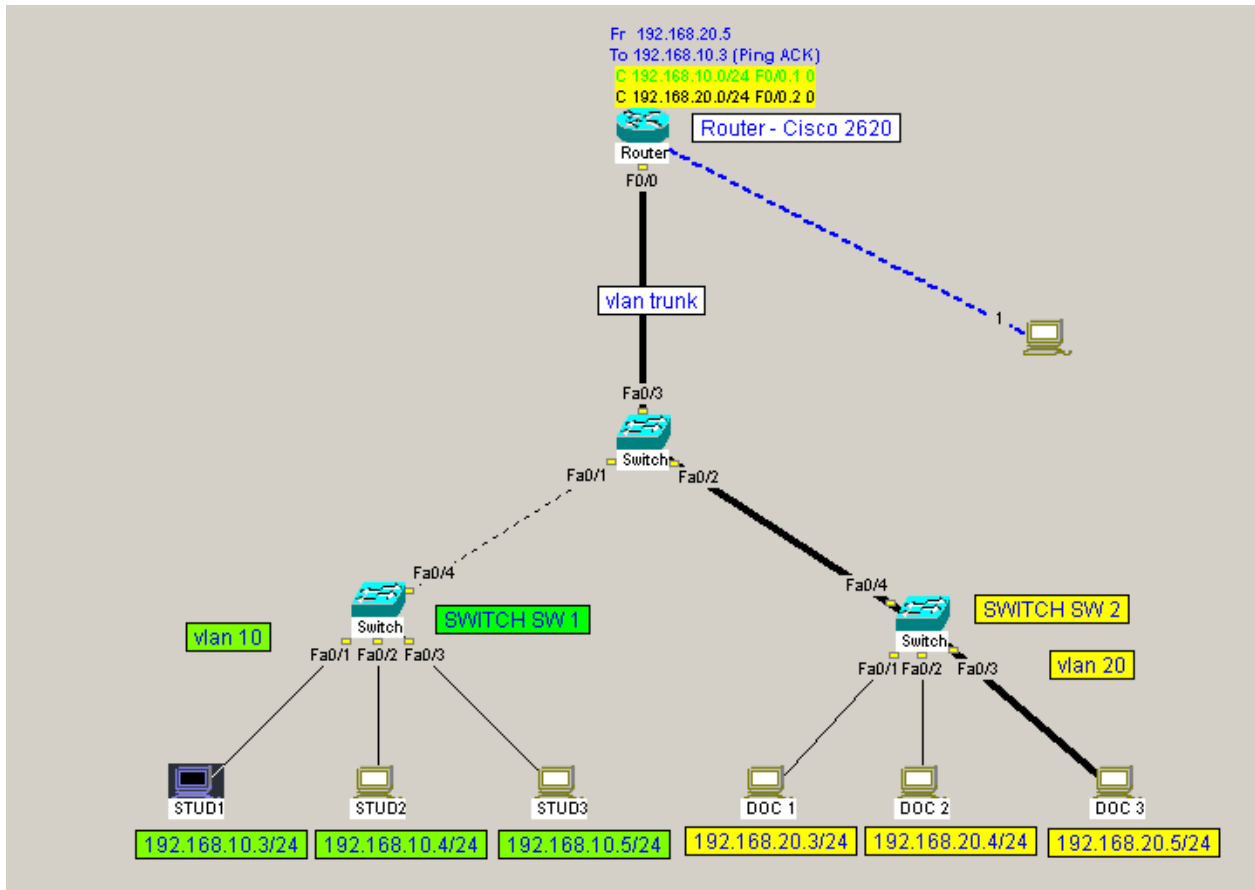 Fr 192.168.20.5
To 192.168.10.3 (Ping ACK)
C 192.168.10.0/24 F0/0.1 0
C 192.168.20.0/24 F0/0.2 0
Router - Cisco 2620
Router
F0/0
vlan trunk
1
Fa0/3
Switch
Fa0/1
Fa0/2
Fa0/4
Switch
SWITCH SW 1
vlan 10
Fa0/1 Fa0/2 Fa0/3
Fa0/4
Switch
SWITCH SW 2
vlan 20
Fa0/1 Fa0/2 Fa0/3
STUD1
STUD2
STUD3
DOC 1
DOC 2
DOC 3
192.168.10.3/24
192.168.10.4/24
192.168.10.5/24
192.168.20.3/24
192.168.20.4/24
192.168.20.5/24